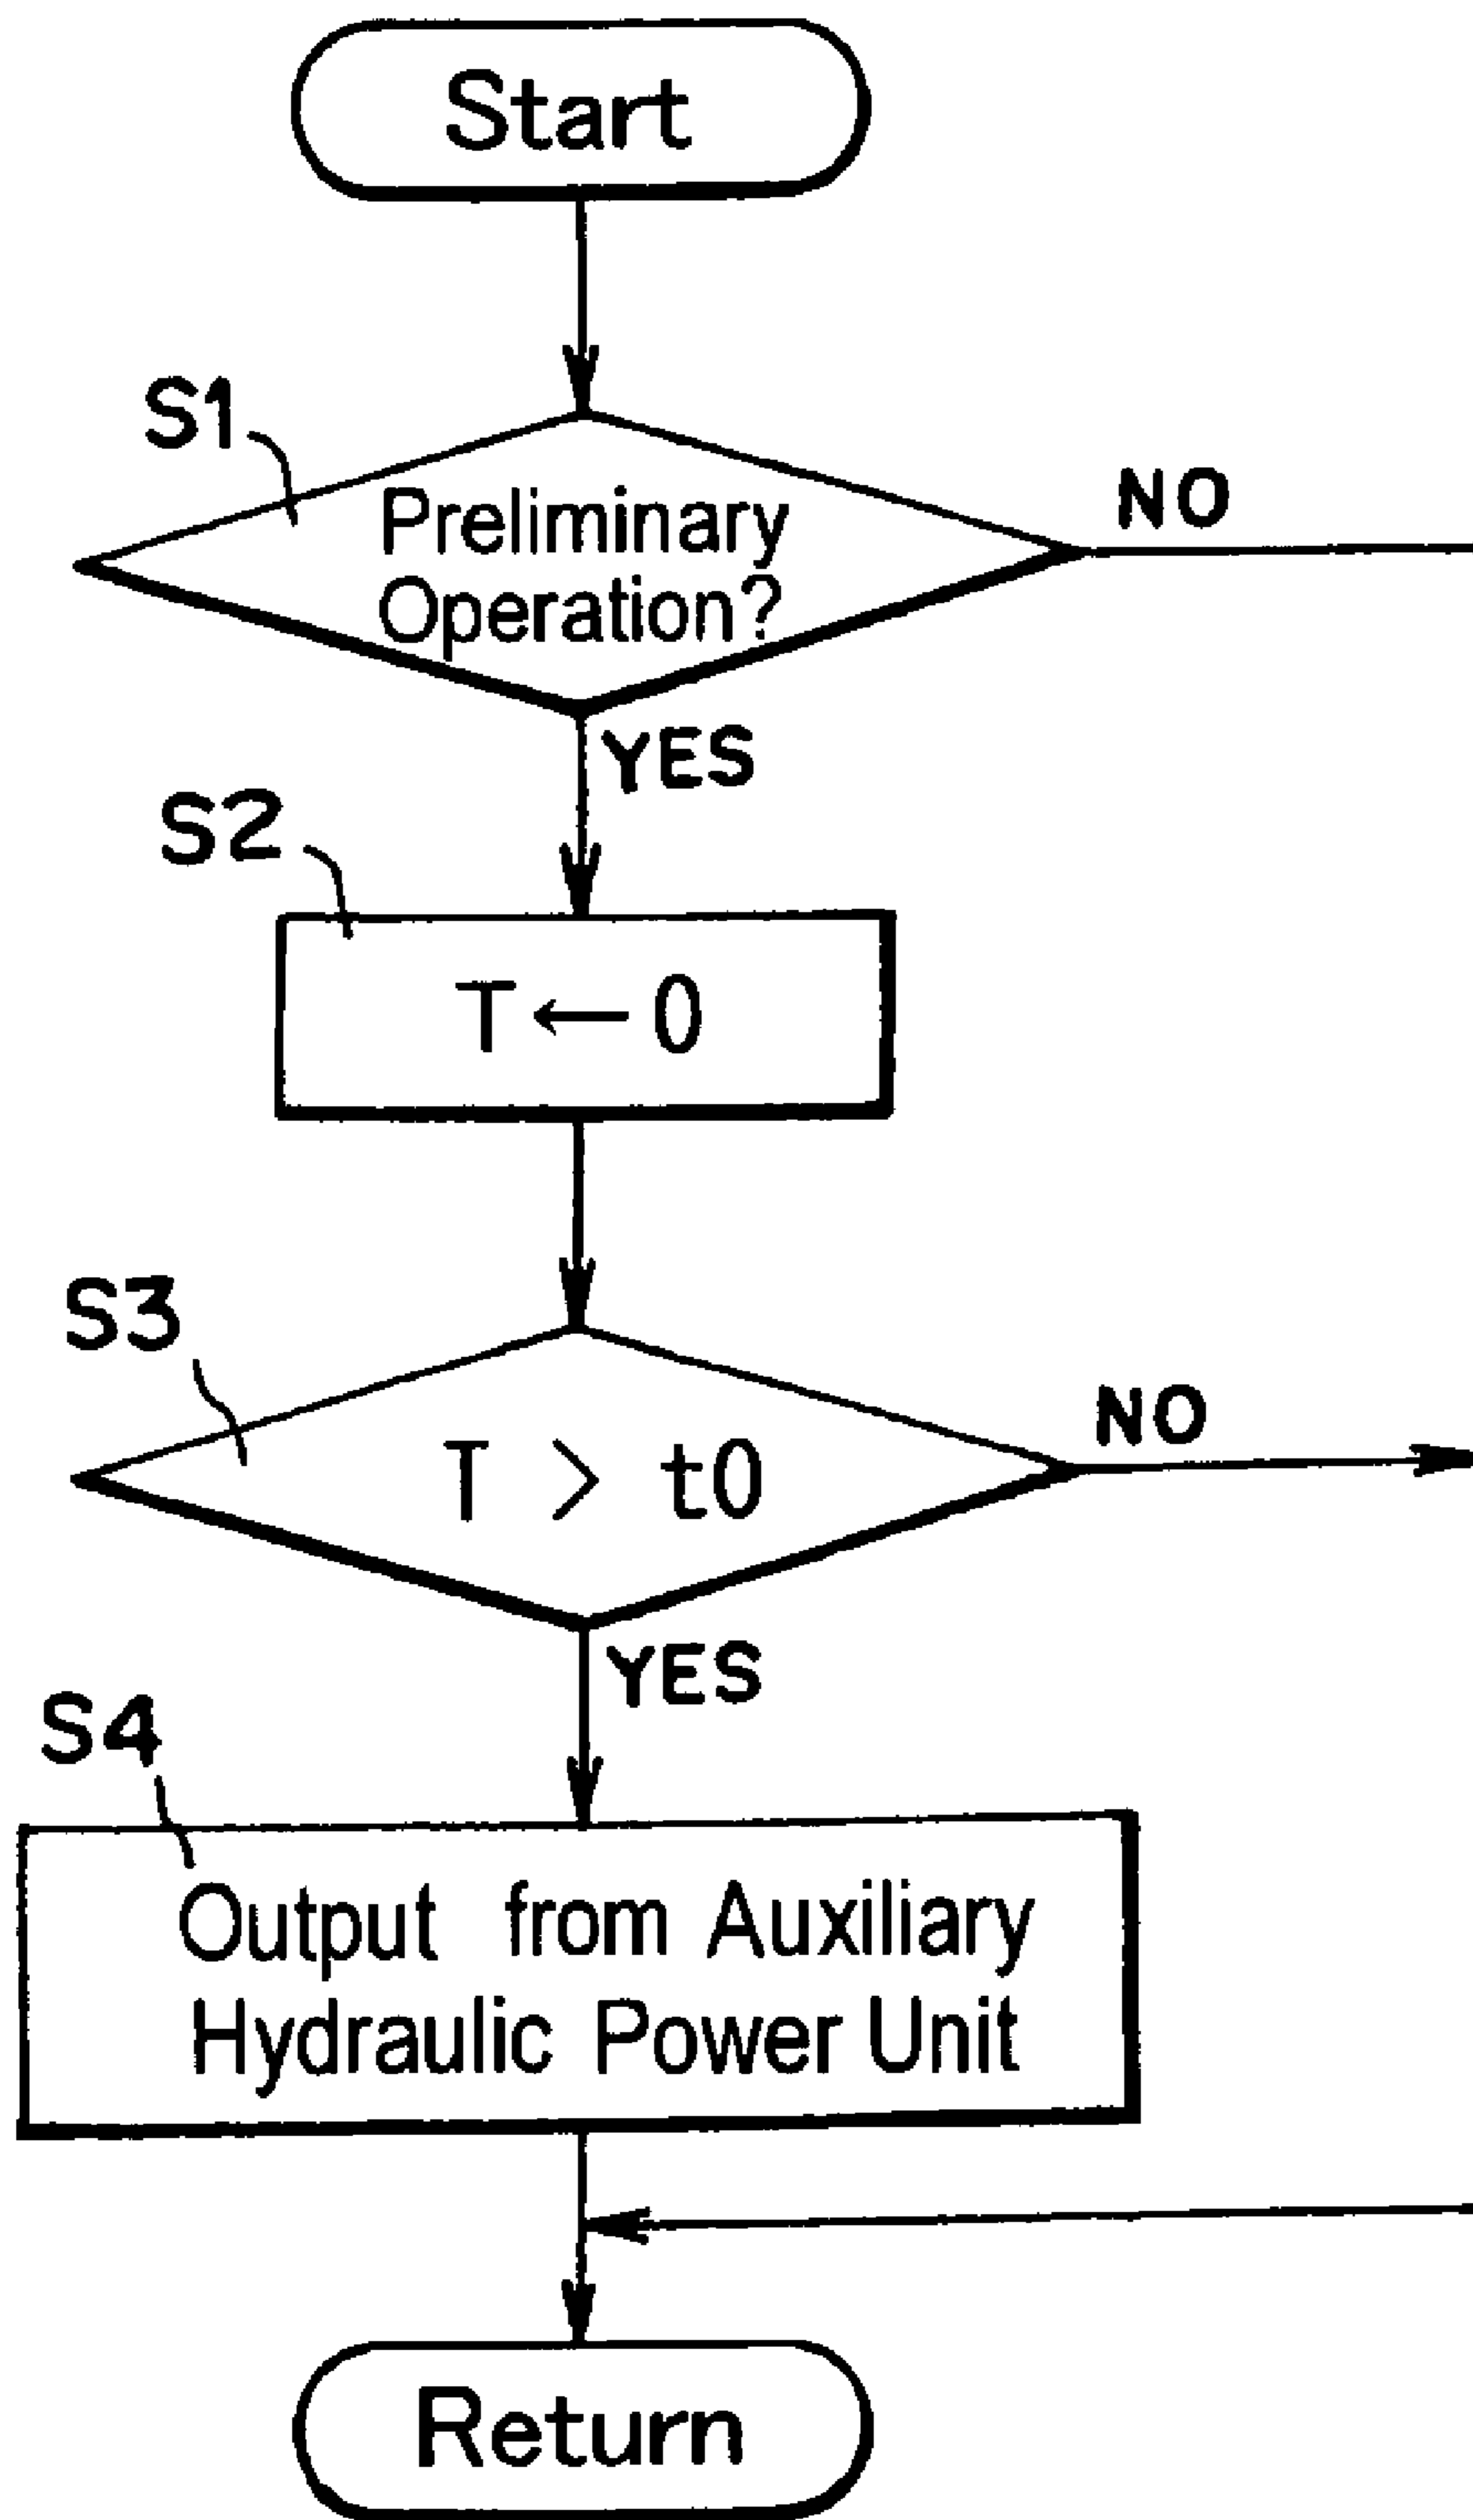 Start
S1
Preliminary
Operation?
NO
YES
S2
T ← 0
S3
T > t0
NO
YES
S4
Output from Auxiliary
Hydraulic Power Unit
Return